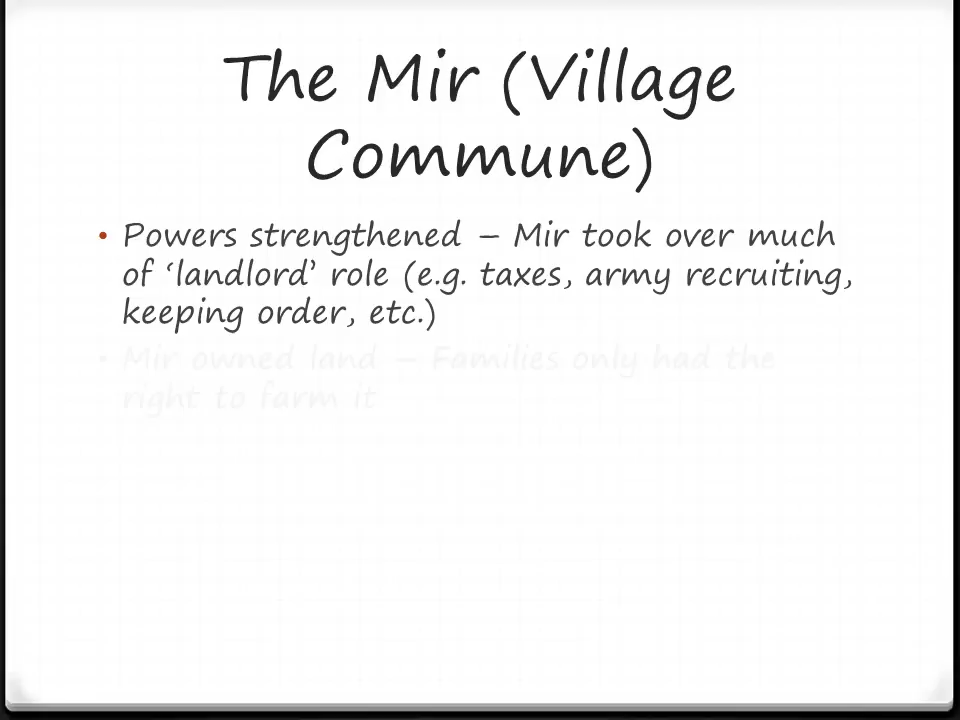 The Mir (Village
Commune)
• Powers strengthened – Mir took over much
of ‘landlord’ role (e.g. taxes, army recruiting,
keeping order, etc.)
• Mir owned land – Families only had the
right to farm it